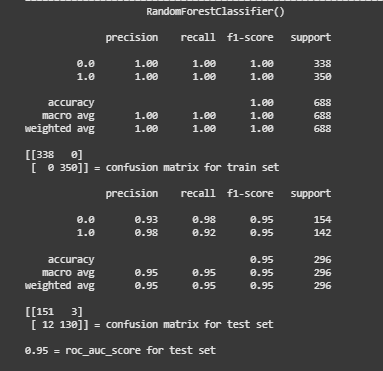 RandomForestClassifier()
precision recall f1-score support
0.0 1.00 1.00 1.00 338
1.0 1.00 1.00 1.00 350
accuracy 1.00 688
macro avg 1.00 1.00 1.00 688
weighted avg 1.00 1.00 1.00 688
[[338 0]
[ 0 350]] = confusion matrix for train set
precision recall f1-score support
0.0 0.93 0.98 0.95 154
1.0 0.98 0.92 0.95 142
accuracy 0.95 296
macro avg 0.95 0.95 0.95 296
weighted avg 0.95 0.95 0.95 296
[[151 3]
[ 12 130]] = confusion matrix for test set
0.95 = roc_auc_score for test set